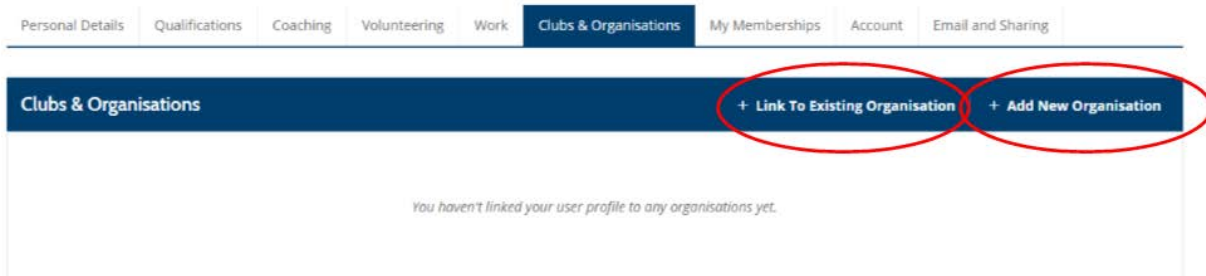 Personal Details Qualifications Coaching Volunteering Work Clubs & Organisations My Memberships Account Email and Sharing
Clubs & Organisations + Link To Existing Organisation + Add New Organisation
You haven't linked your user profile to any organisations yet.